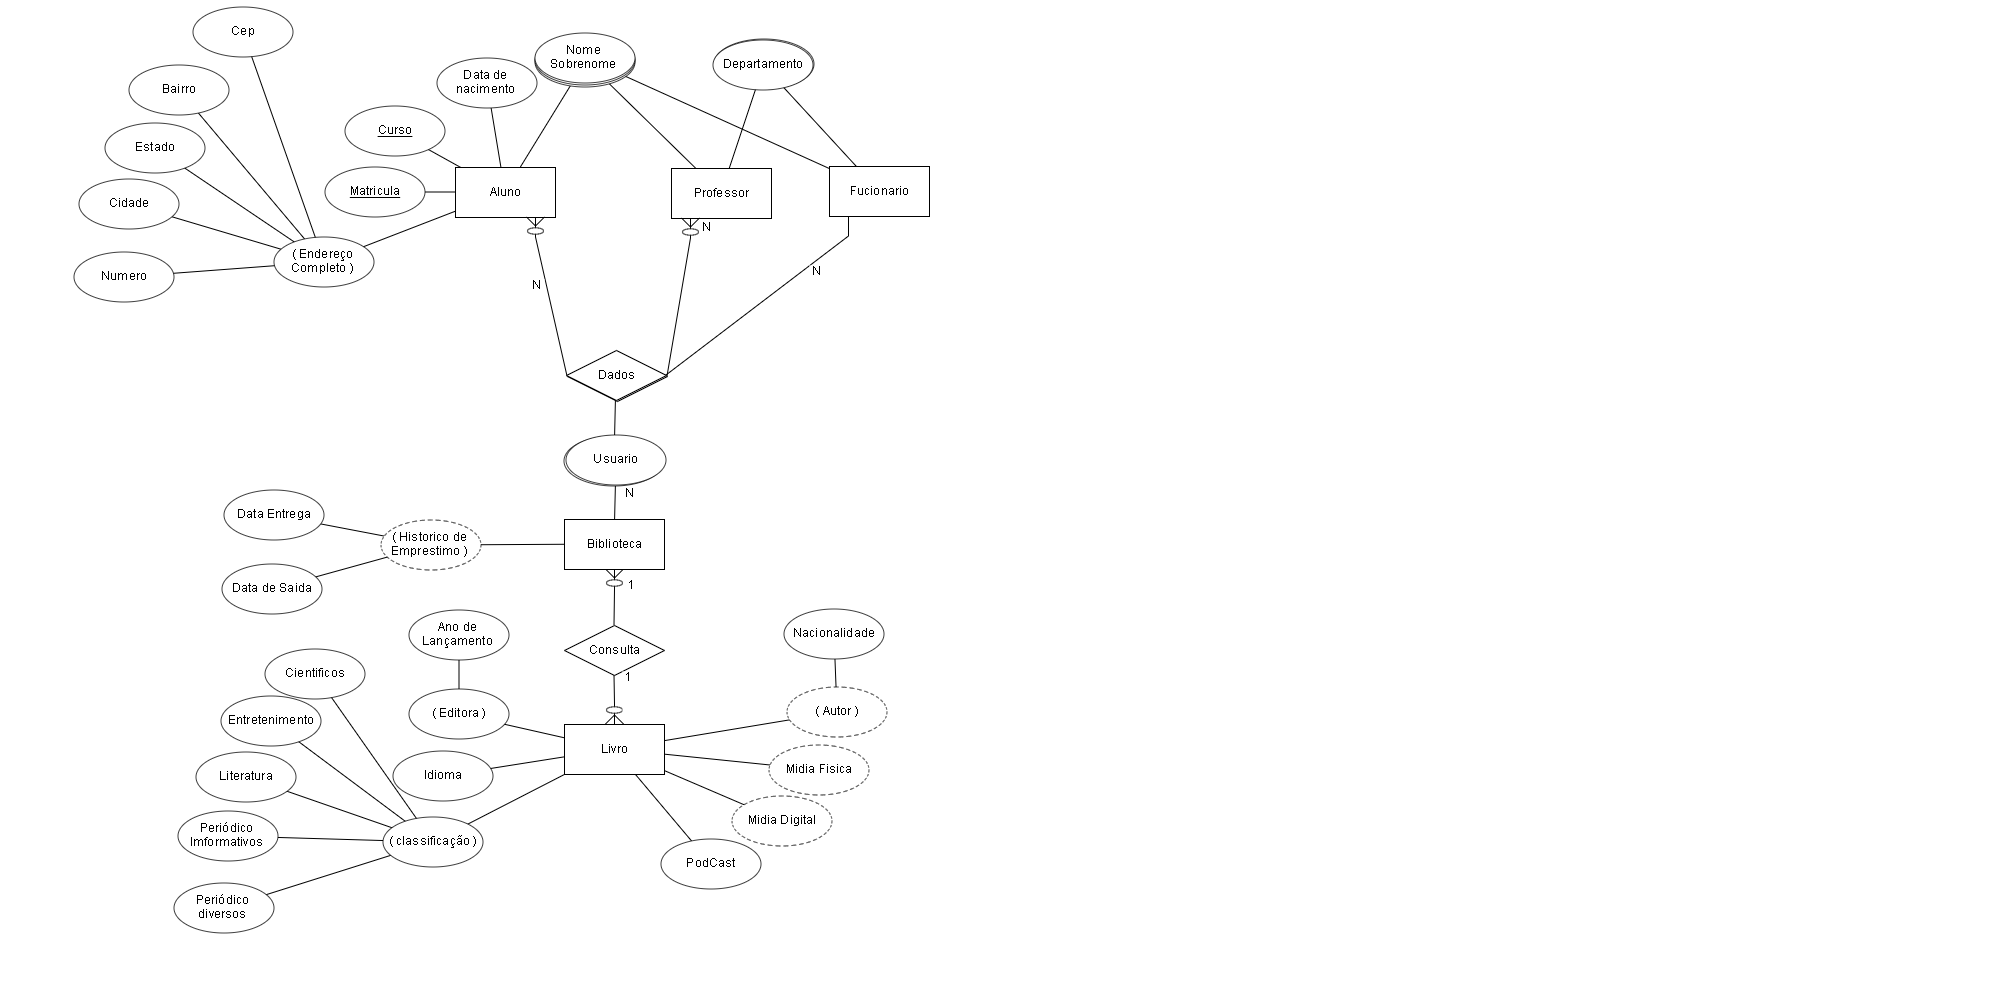 Cep
Nome
Sobrenome
Departamento
Data de
nacimento
Bairro
Curso
Estado
Matricula
Aluno
Professor
Fucionario
Cidade
N
( Endereço
Completo )
Numero
N
N
Dados
Usuario
N
Data Entrega
( Historico de
Emprestimo )
Biblioteca
Data de Saida
1
Ano de
Lançamento
Nacionalidade
Consulta
Cientificos
1
( Editora )
( Autor )
Entretenimento
Livro
Literatura
Idioma
Midia Fisica
Midia Digital
Periódico
Imformativos
( classificação )
PodCast
Periódico
diversos